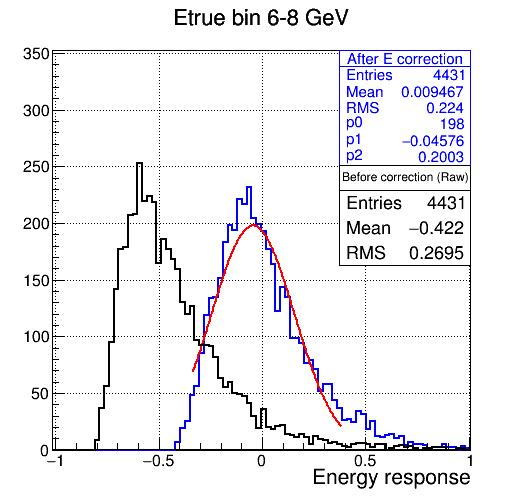 Etrue bin 6-8 GeV
After E correction
Entries 4431
Mean 0.009467
RMS 0.224
p0 198
p1 −0.04576
p2 0.2003
Before correction (Raw)
Entries 4431
Mean −0.422
RMS 0.2695
350
300
250
200
150
100
50
0
−1 −0.5 0 0.5 1
Energy response